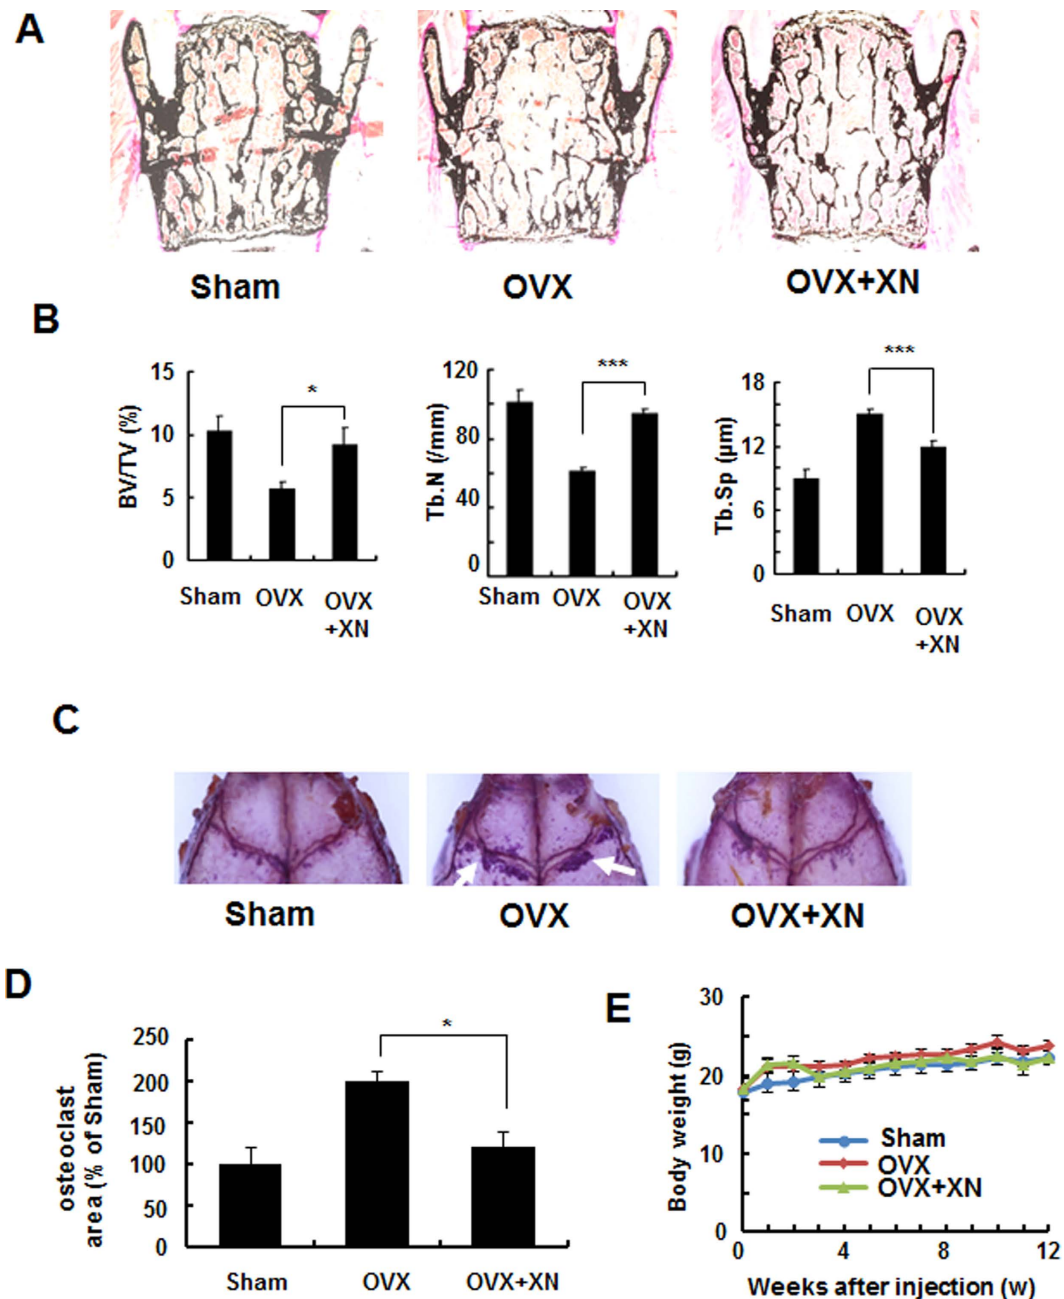 A
Sham OVX OVX+XN
B
15
10
5
0
BV/TV (%)
*
Sham OVX OVX
+XN
120
80
40
0
Tb.N (/mm)
***
Sham OVX OVX
+XN
18
12
6
0
Tb.Sp (μm)
***
Sham OVX OVX
+XN
C
Sham OVX OVX+XN
D
250
200
150
100
50
0
osteoclast
area (% of Sham)
*
Sham OVX OVX+XN
E
30
20
10
0
Body weight (g)
Sham
OVX
OVX+XN
0 4 8 12
Weeks after injection (w)